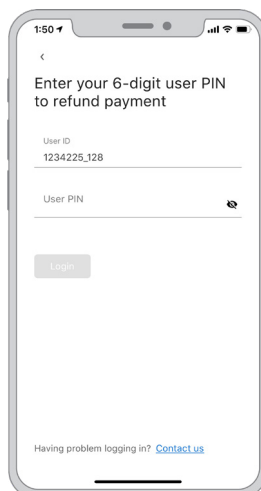 1:50
Enter your 6-digit user PIN
to refund payment
User ID
1234225_128
User PIN
Login
Having problem logging in? Contact us